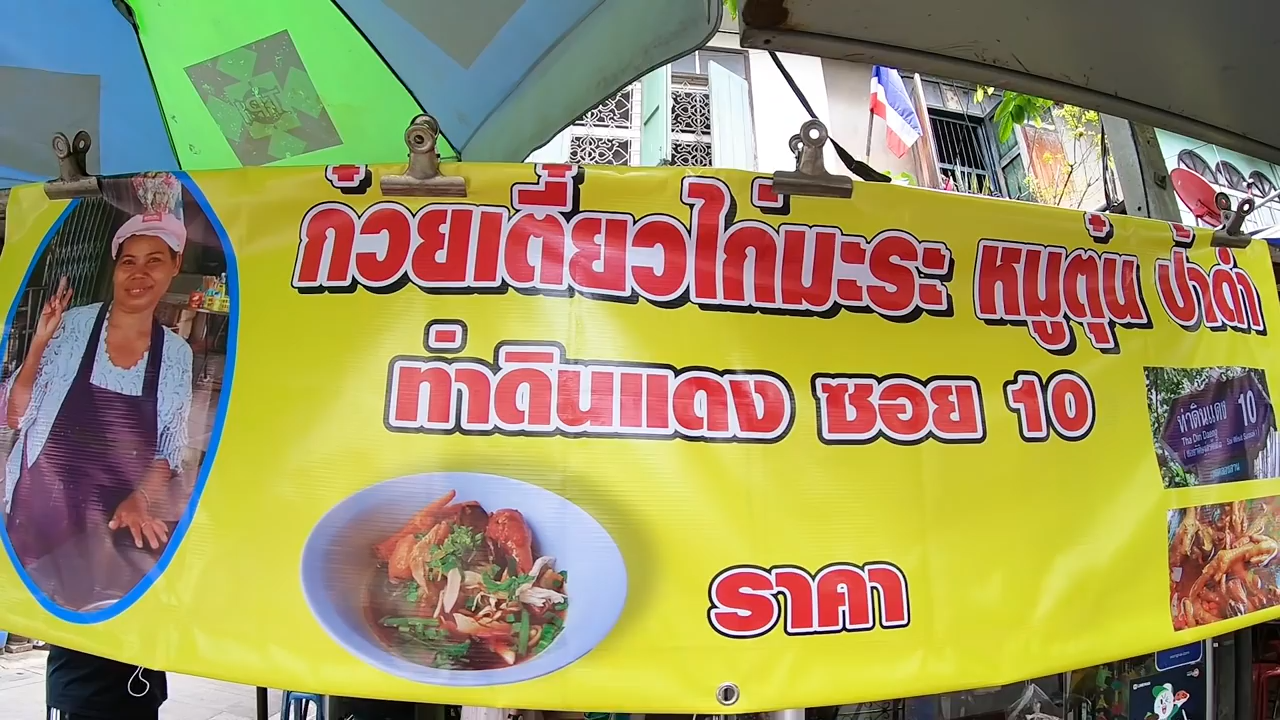 ก๋วยเตี๋ยวไก่มะระ หมูตุ๋น ป้าดำ
ท่าดินแดง ซอย 10
ท่าดินแดง 10
Tha Din Daeng
ราคา